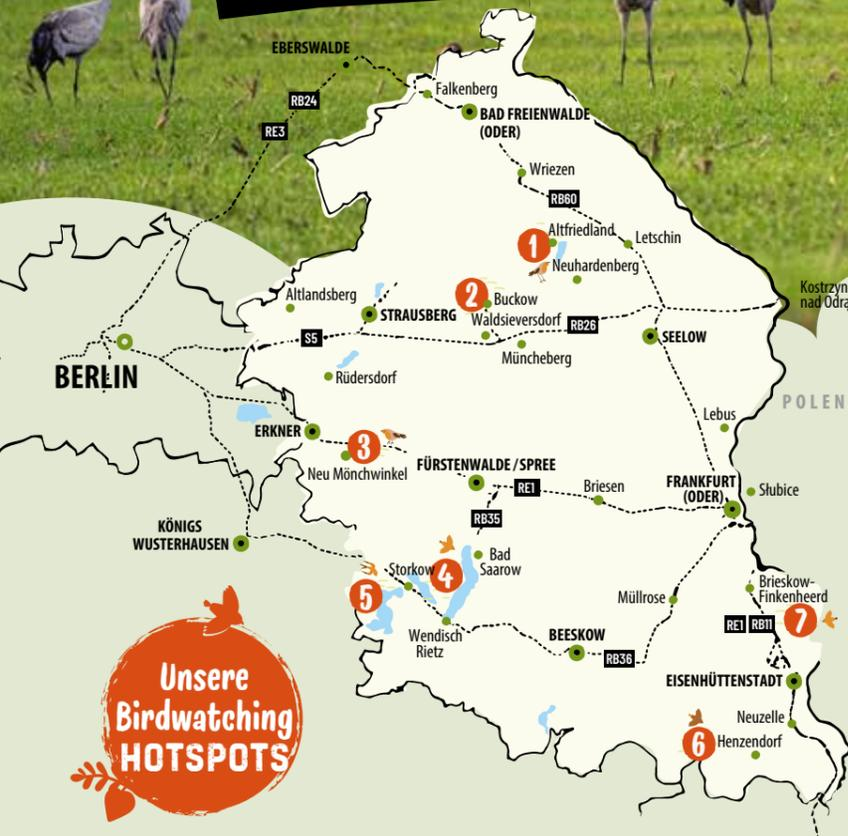 EBERSWALDE
RB24
Falkenberg
RE3
BAD FREIENWALDE
(ODER)
Wriezen
RB60
1
Altfriedland
Letschin
Neuhardenberg
2
Altlandsberg
Buckow
STRAUSBERG
Waldsieversdorf
RB26
S5
SEELOW
Müncheberg
BERLIN
Rüdersdorf
POLEN
Lebus
ERKNER
3
Neu Mönchwinkel
FÜRSTENWALDE/SPREE
RE1
Briesen
FRANKFURT
(ODER)
Słubice
RB35
KÖNIGS
WUSTERHAUSEN
Bad
Saarow
Storkow
4
5
Müllrose
Brieskow-
Finkenheerd
RE1
RB11
7
Wendisch
Rietz
BEESKOW
RB36
EISENHÜTTENSTADT
Neuzelle
6
Henzendorf
Unsere
Birdwatching
HOTSPOTS